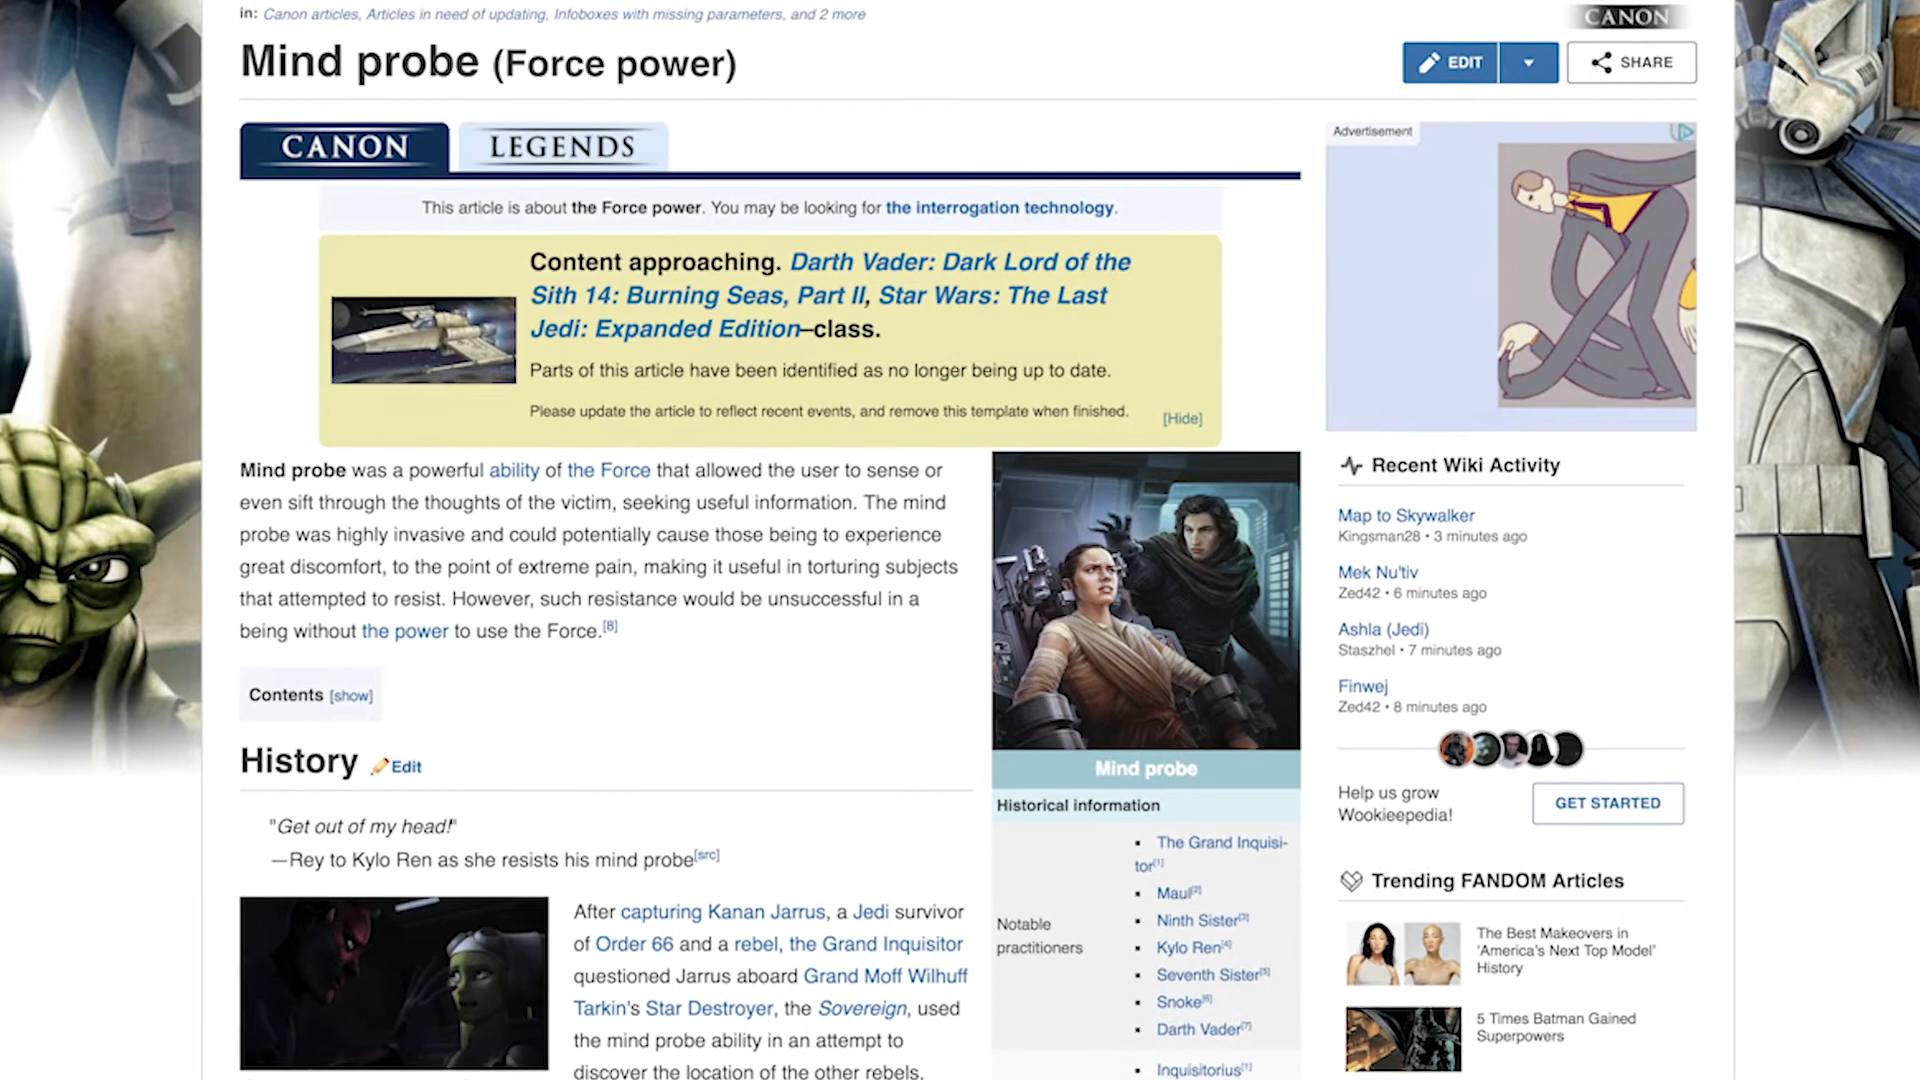 in: Canon articles, Articles in need of updating, Infoboxes with missing parameters, and 2 more
CANON
Mind probe (Force power)
EDIT
SHARE
CANON
LEGENDS
This article is about the Force power. You may be looking for the interrogation technology.
Content approaching. Darth Vader: Dark Lord of the
Sith 14: Burning Seas, Part II, Star Wars: The Last
Jedi: Expanded Edition–class.
Parts of this article have been identified as no longer being up to date.
Please update the article to reflect recent events, and remove this template when finished.
[Hide]
Mind probe was a powerful ability of the Force that allowed the user to sense or
even sift through the thoughts of the victim, seeking useful information. The mind
probe was highly invasive and could potentially cause those being to experience
great discomfort, to the point of extreme pain, making it useful in torturing subjects
that attempted to resist. However, such resistance would be unsuccessful in a
being without the power to use the Force.[8]
Contents [show]
History Edit
"Get out of my head!"
—Rey to Kylo Ren as she resists his mind probe[src]
After capturing Kanan Jarrus, a Jedi survivor
of Order 66 and a rebel, the Grand Inquisitor
questioned Jarrus aboard Grand Moff Wilhuff
Tarkin's Star Destroyer, the Sovereign, used
the mind probe ability in an attempt to
discover the location of the other rebels.
Mind probe
Historical information
Notable
practitioners
▪ The Grand Inquisi-
tor[1]
▪ Maul[2]
▪ Ninth Sister[3]
▪ Kylo Ren[4]
▪ Seventh Sister[5]
▪ Snoke[6]
▪ Darth Vader[7]
▪ Inquisitorius[1]
Advertisement
Recent Wiki Activity
Map to Skywalker
Kingsman28 • 3 minutes ago
Mek Nu'tiv
Zed42 • 6 minutes ago
Ashla (Jedi)
Staszhel • 7 minutes ago
Finwej
Zed42 • 8 minutes ago
Help us grow
Wookieepedia!
GET STARTED
Trending FANDOM Articles
The Best Makeovers in
'America's Next Top Model'
History
5 Times Batman Gained
Superpowers